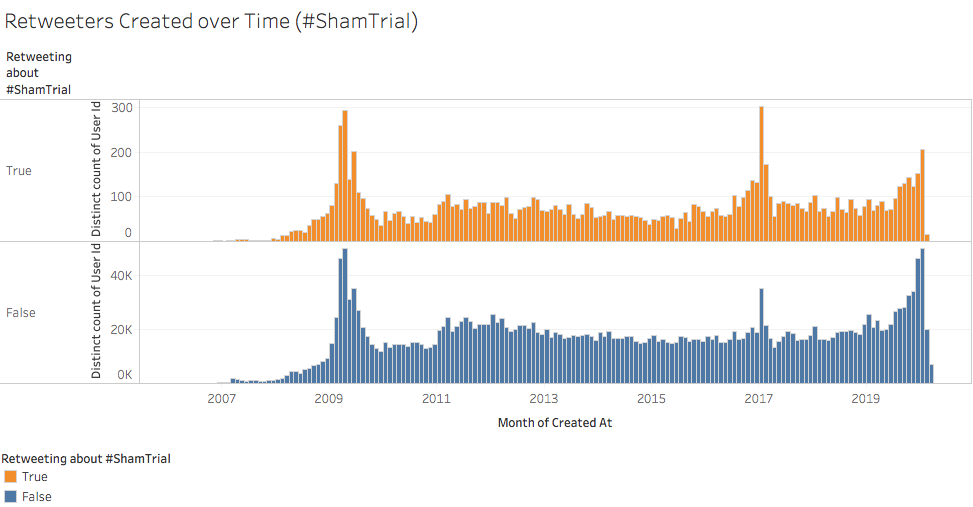 Retweeters Created over Time (#ShamTrial)
Retweeting
about
#ShamTrial
True
Distinct count of User Id
300
200
100
0
False
Distinct count of User Id
40K
20K
0K
2007 2009 2011 2013 2015 2017 2019
Month of Created At
Retweeting about #ShamTrial
True
False